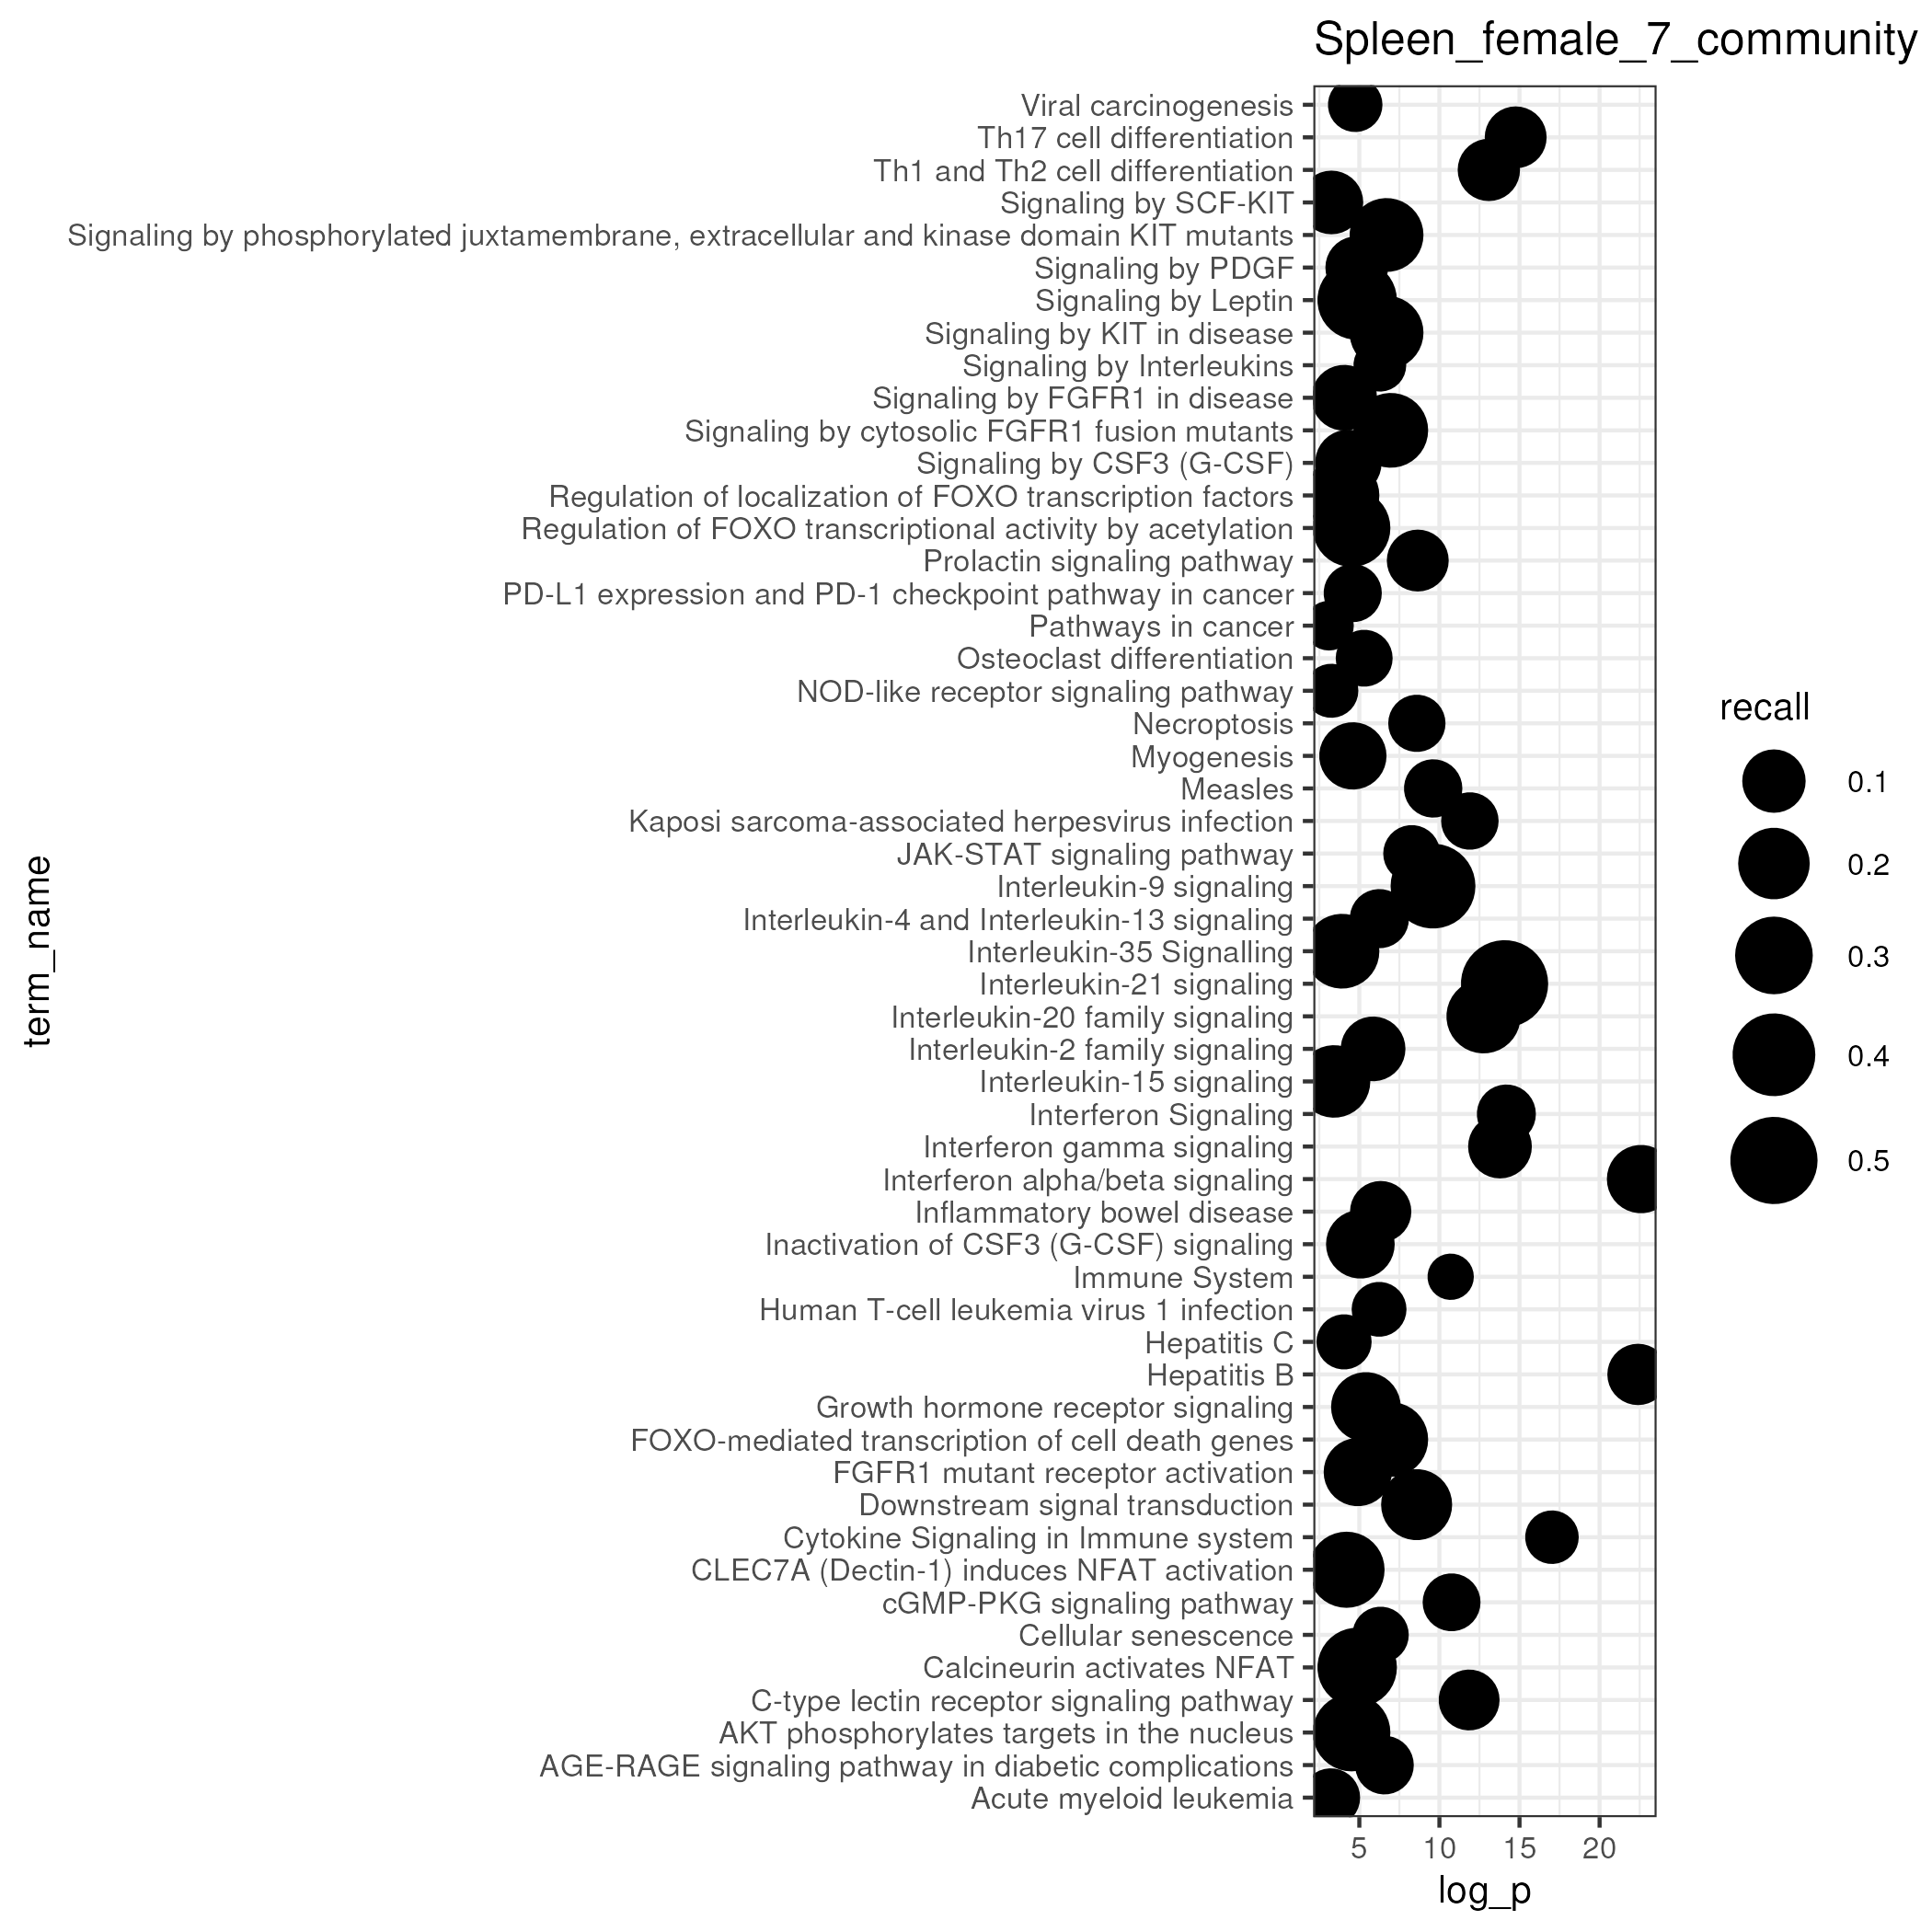 Spleen_female_7_community
term_name
Viral carcinogenesis
Th17 cell differentiation
Th1 and Th2 cell differentiation
Signaling by SCF-KIT
Signaling by phosphorylated juxtamembrane, extracellular and kinase domain KIT mutants
Signaling by PDGF
Signaling by Leptin
Signaling by KIT in disease
Signaling by Interleukins
Signaling by FGFR1 in disease
Signaling by cytosolic FGFR1 fusion mutants
Signaling by CSF3 (G-CSF)
Regulation of localization of FOXO transcription factors
Regulation of FOXO transcriptional activity by acetylation
Prolactin signaling pathway
PD-L1 expression and PD-1 checkpoint pathway in cancer
Pathways in cancer
Osteoclast differentiation
NOD-like receptor signaling pathway
Necroptosis
Myogenesis
Measles
Kaposi sarcoma-associated herpesvirus infection
JAK-STAT signaling pathway
Interleukin-9 signaling
Interleukin-4 and Interleukin-13 signaling
Interleukin-35 Signalling
Interleukin-21 signaling
Interleukin-20 family signaling
Interleukin-2 family signaling
Interleukin-15 signaling
Interferon Signaling
Interferon gamma signaling
Interferon alpha/beta signaling
Inflammatory bowel disease
Inactivation of CSF3 (G-CSF) signaling
Immune System
Human T-cell leukemia virus 1 infection
Hepatitis C
Hepatitis B
Growth hormone receptor signaling
FOXO-mediated transcription of cell death genes
FGFR1 mutant receptor activation
Downstream signal transduction
Cytokine Signaling in Immune system
CLEC7A (Dectin-1) induces NFAT activation
cGMP-PKG signaling pathway
Cellular senescence
Calcineurin activates NFAT
C-type lectin receptor signaling pathway
AKT phosphorylates targets in the nucleus
AGE-RAGE signaling pathway in diabetic complications
Acute myeloid leukemia
5 10 15 20
log_p
recall
0.1
0.2
0.3
0.4
0.5